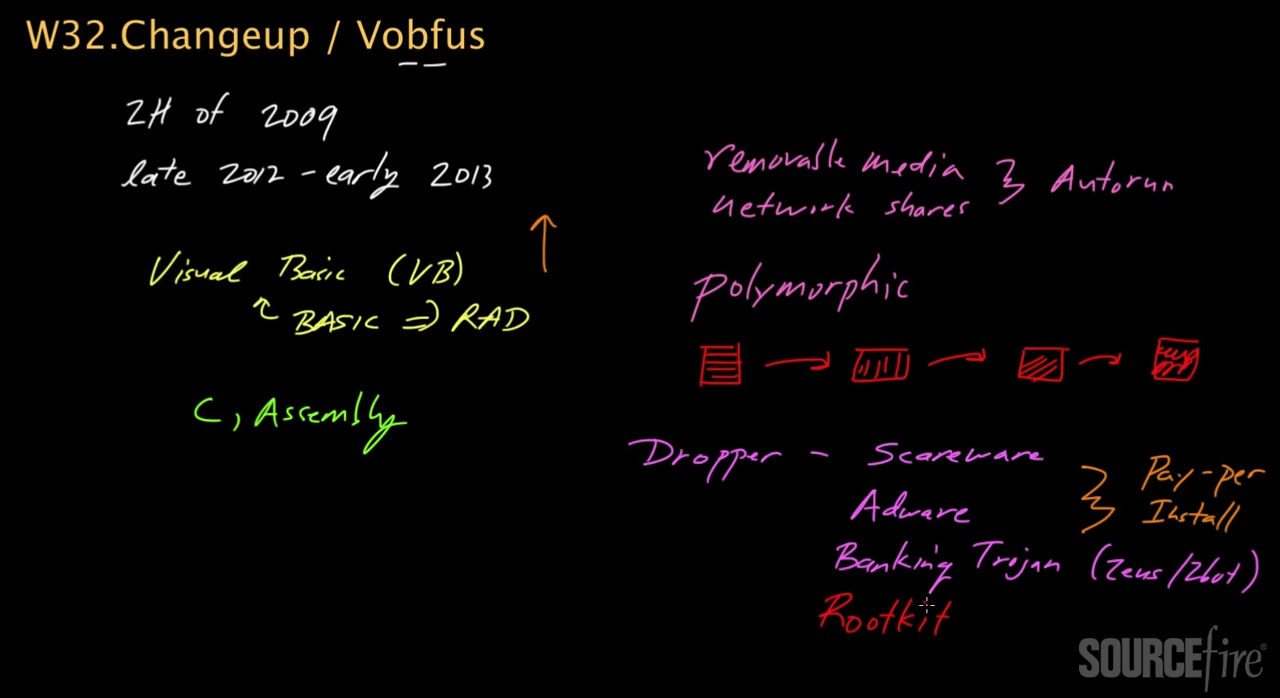 W32.Changeup / Vobfus
2H of 2009
late 2012 - early 2013
Visual Basic (VB)
BASIC => RAD
C, Assembly
removable media
network shares
} Autorun
polymorphic
Dropper - Scareware
Adware
} Pay-per
Install
Banking Trojan (Zeus/Zbot)
Rootkit
SOURCEfire®